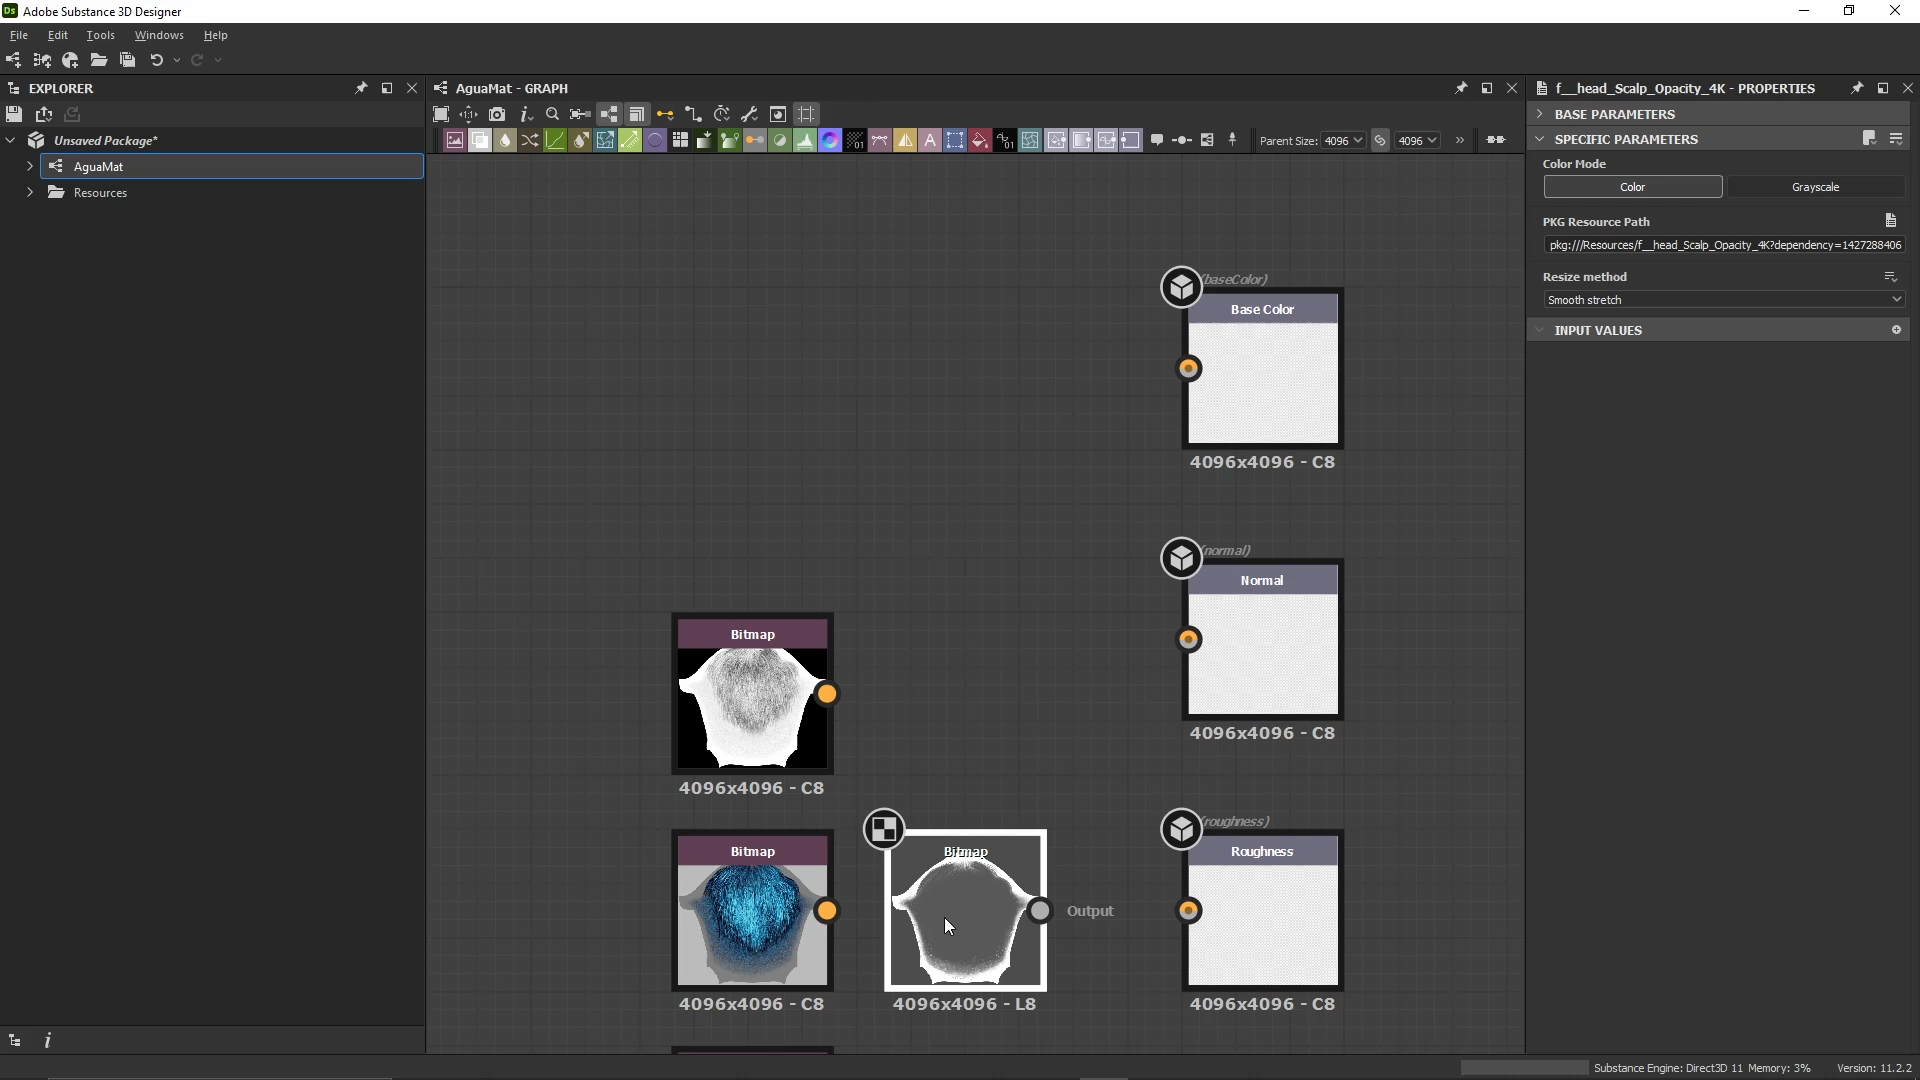 Ds Adobe Substance 3D Designer
File Edit Tools Windows Help
EXPLORER
Unsaved Package*
AguaMat
Resources
AguaMat - GRAPH
Parent Size: 4096 4096
(baseColor)
Base Color
4096x4096 - C8
(normal)
Normal
4096x4096 - C8
Bitmap
4096x4096 - C8
Bitmap
4096x4096 - C8
Bitmap
Output
4096x4096 - L8
(roughness)
Roughness
4096x4096 - C8
f__head_Scalp_Opacity_4K - PROPERTIES
BASE PARAMETERS
SPECIFIC PARAMETERS
Color Mode
Color Grayscale
PKG Resource Path
pkg:///Resources/f__head_Scalp_Opacity_4K?dependency=1427288406
Resize method
Smooth stretch
INPUT VALUES
Substance Engine: Direct3D 11 Memory: 3% Version: 11.2.2